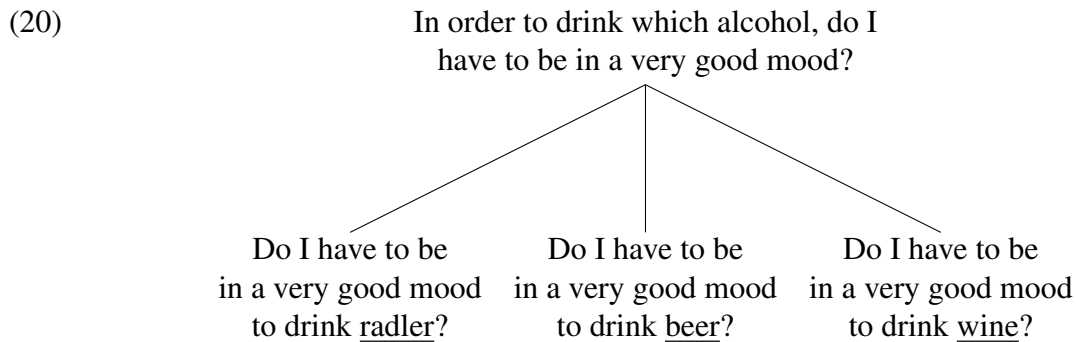 (20)
In order to drink which alcohol, do I
have to be in a very good mood?
Do I have to be
in a very good mood
to drink radler?
Do I have to be
in a very good mood
to drink beer?
Do I have to be
in a very good mood
to drink wine?